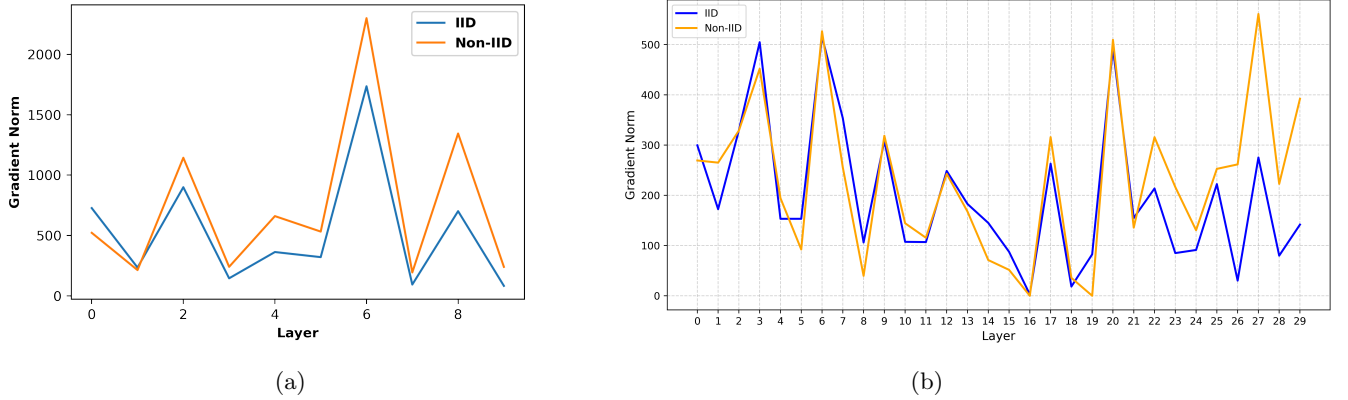 IID
Non-IID
Gradient Norm
2000
1500
1000
500
0
0 2 4 6 8
Layer
(a)
IID
Non-IID
Gradient Norm
500
400
300
200
100
0
0 1 2 3 4 5 6 7 8 9 10 11 12 13 14 15 16 17 18 19 20 21 22 23 24 25 26 27 28 29
Layer
(b)